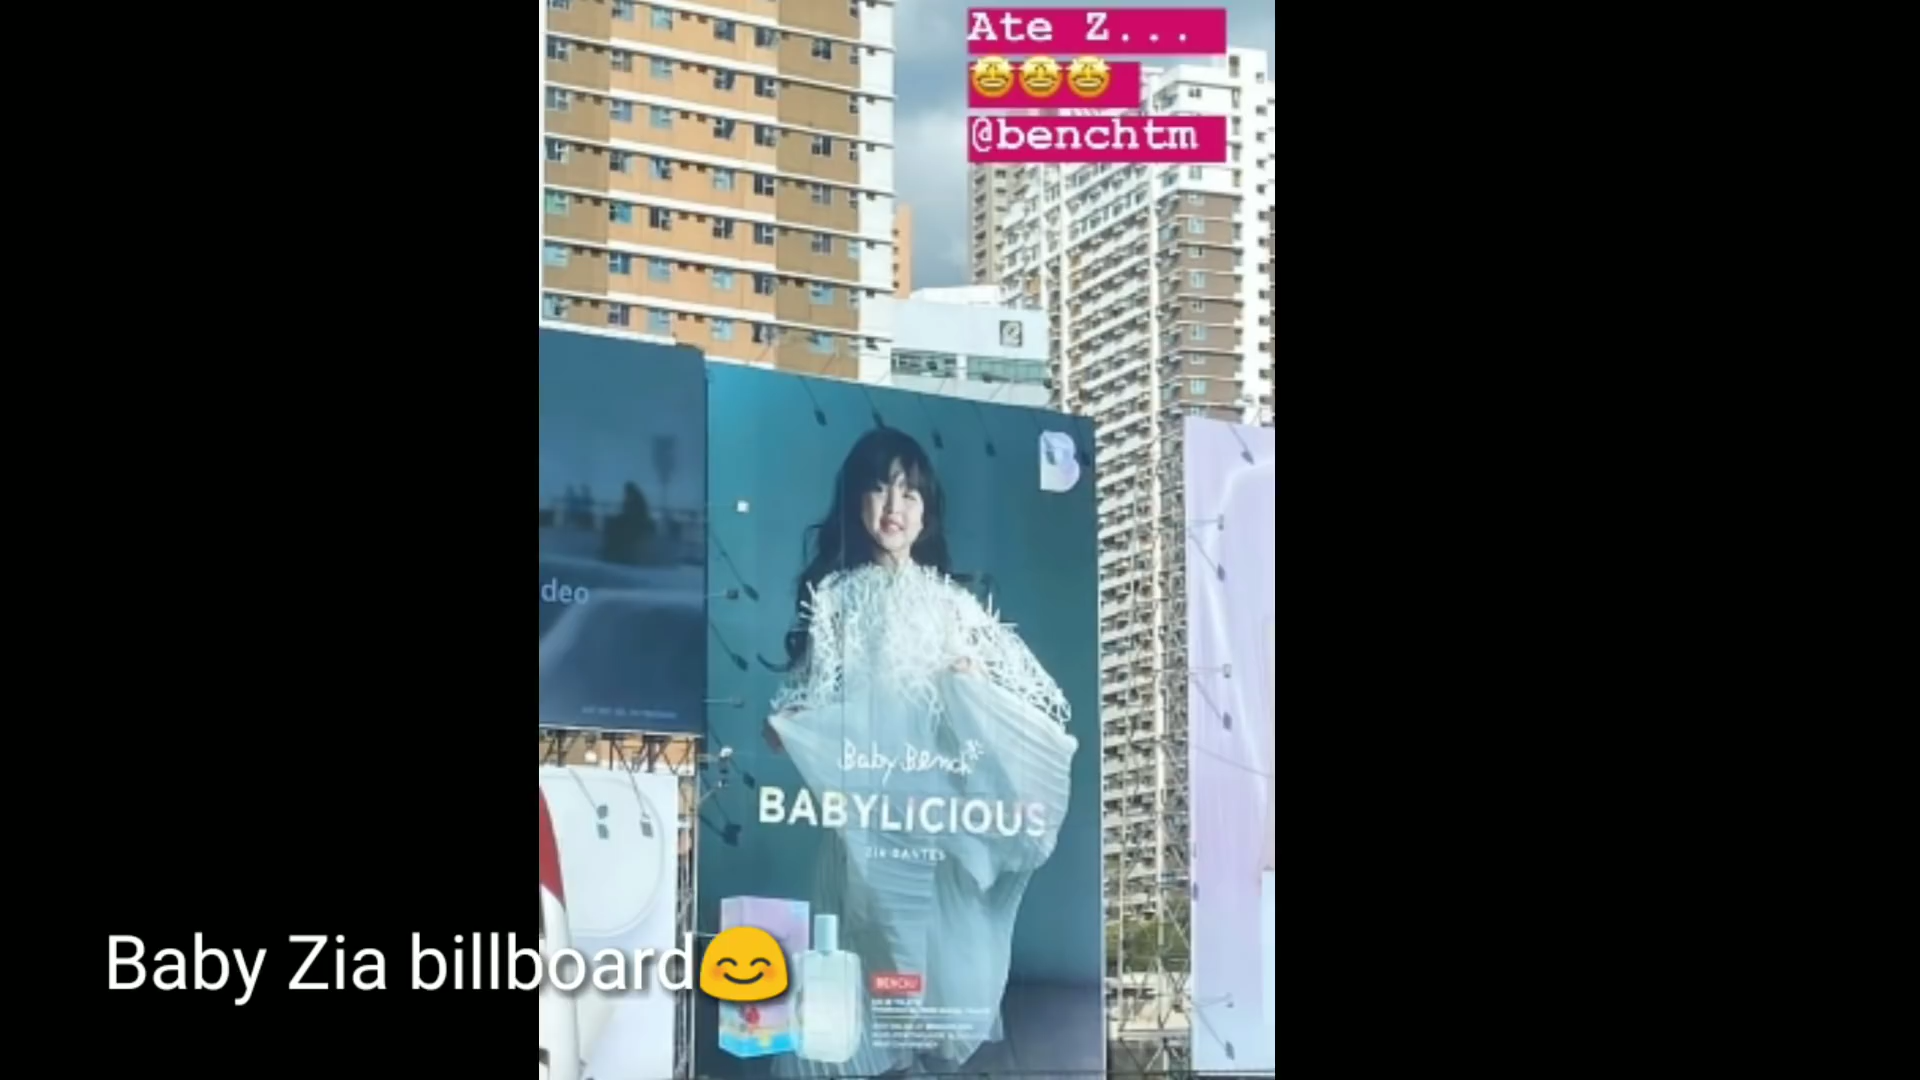 Ate Z...
🤩🤩🤩
@benchtm
B
deo
Baby Bench
BABYLICIOUS
ZIA DANTES
Baby Zia billboard😊
BENCH/